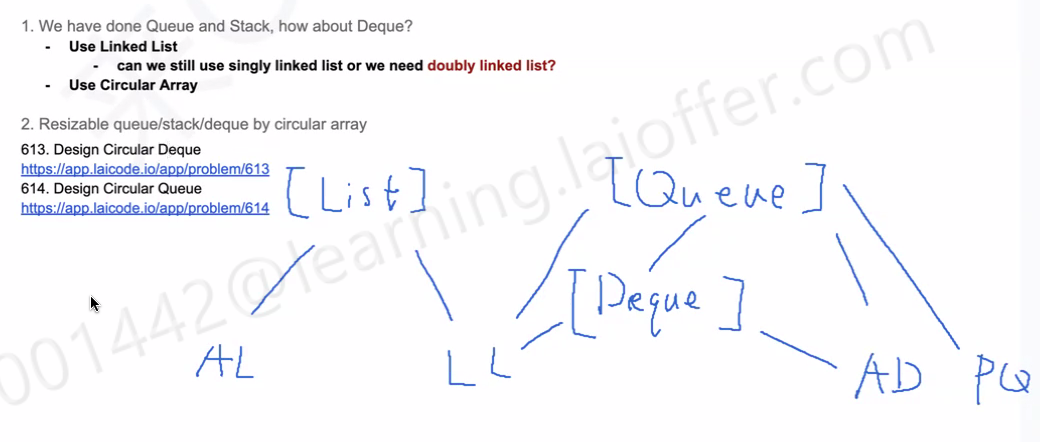 1. We have done Queue and Stack, how about Deque?
- Use Linked List
- can we still use singly linked list or we need doubly linked list?
- Use Circular Array
2. Resizable queue/stack/deque by circular array
613. Design Circular Deque
https://app.laicode.io/app/problem/613
614. Design Circular Queue
https://app.laicode.io/app/problem/614
[List]
[Queue]
[Deque]
AL
LL
AD
PQ
001442@learning.laioffer.com